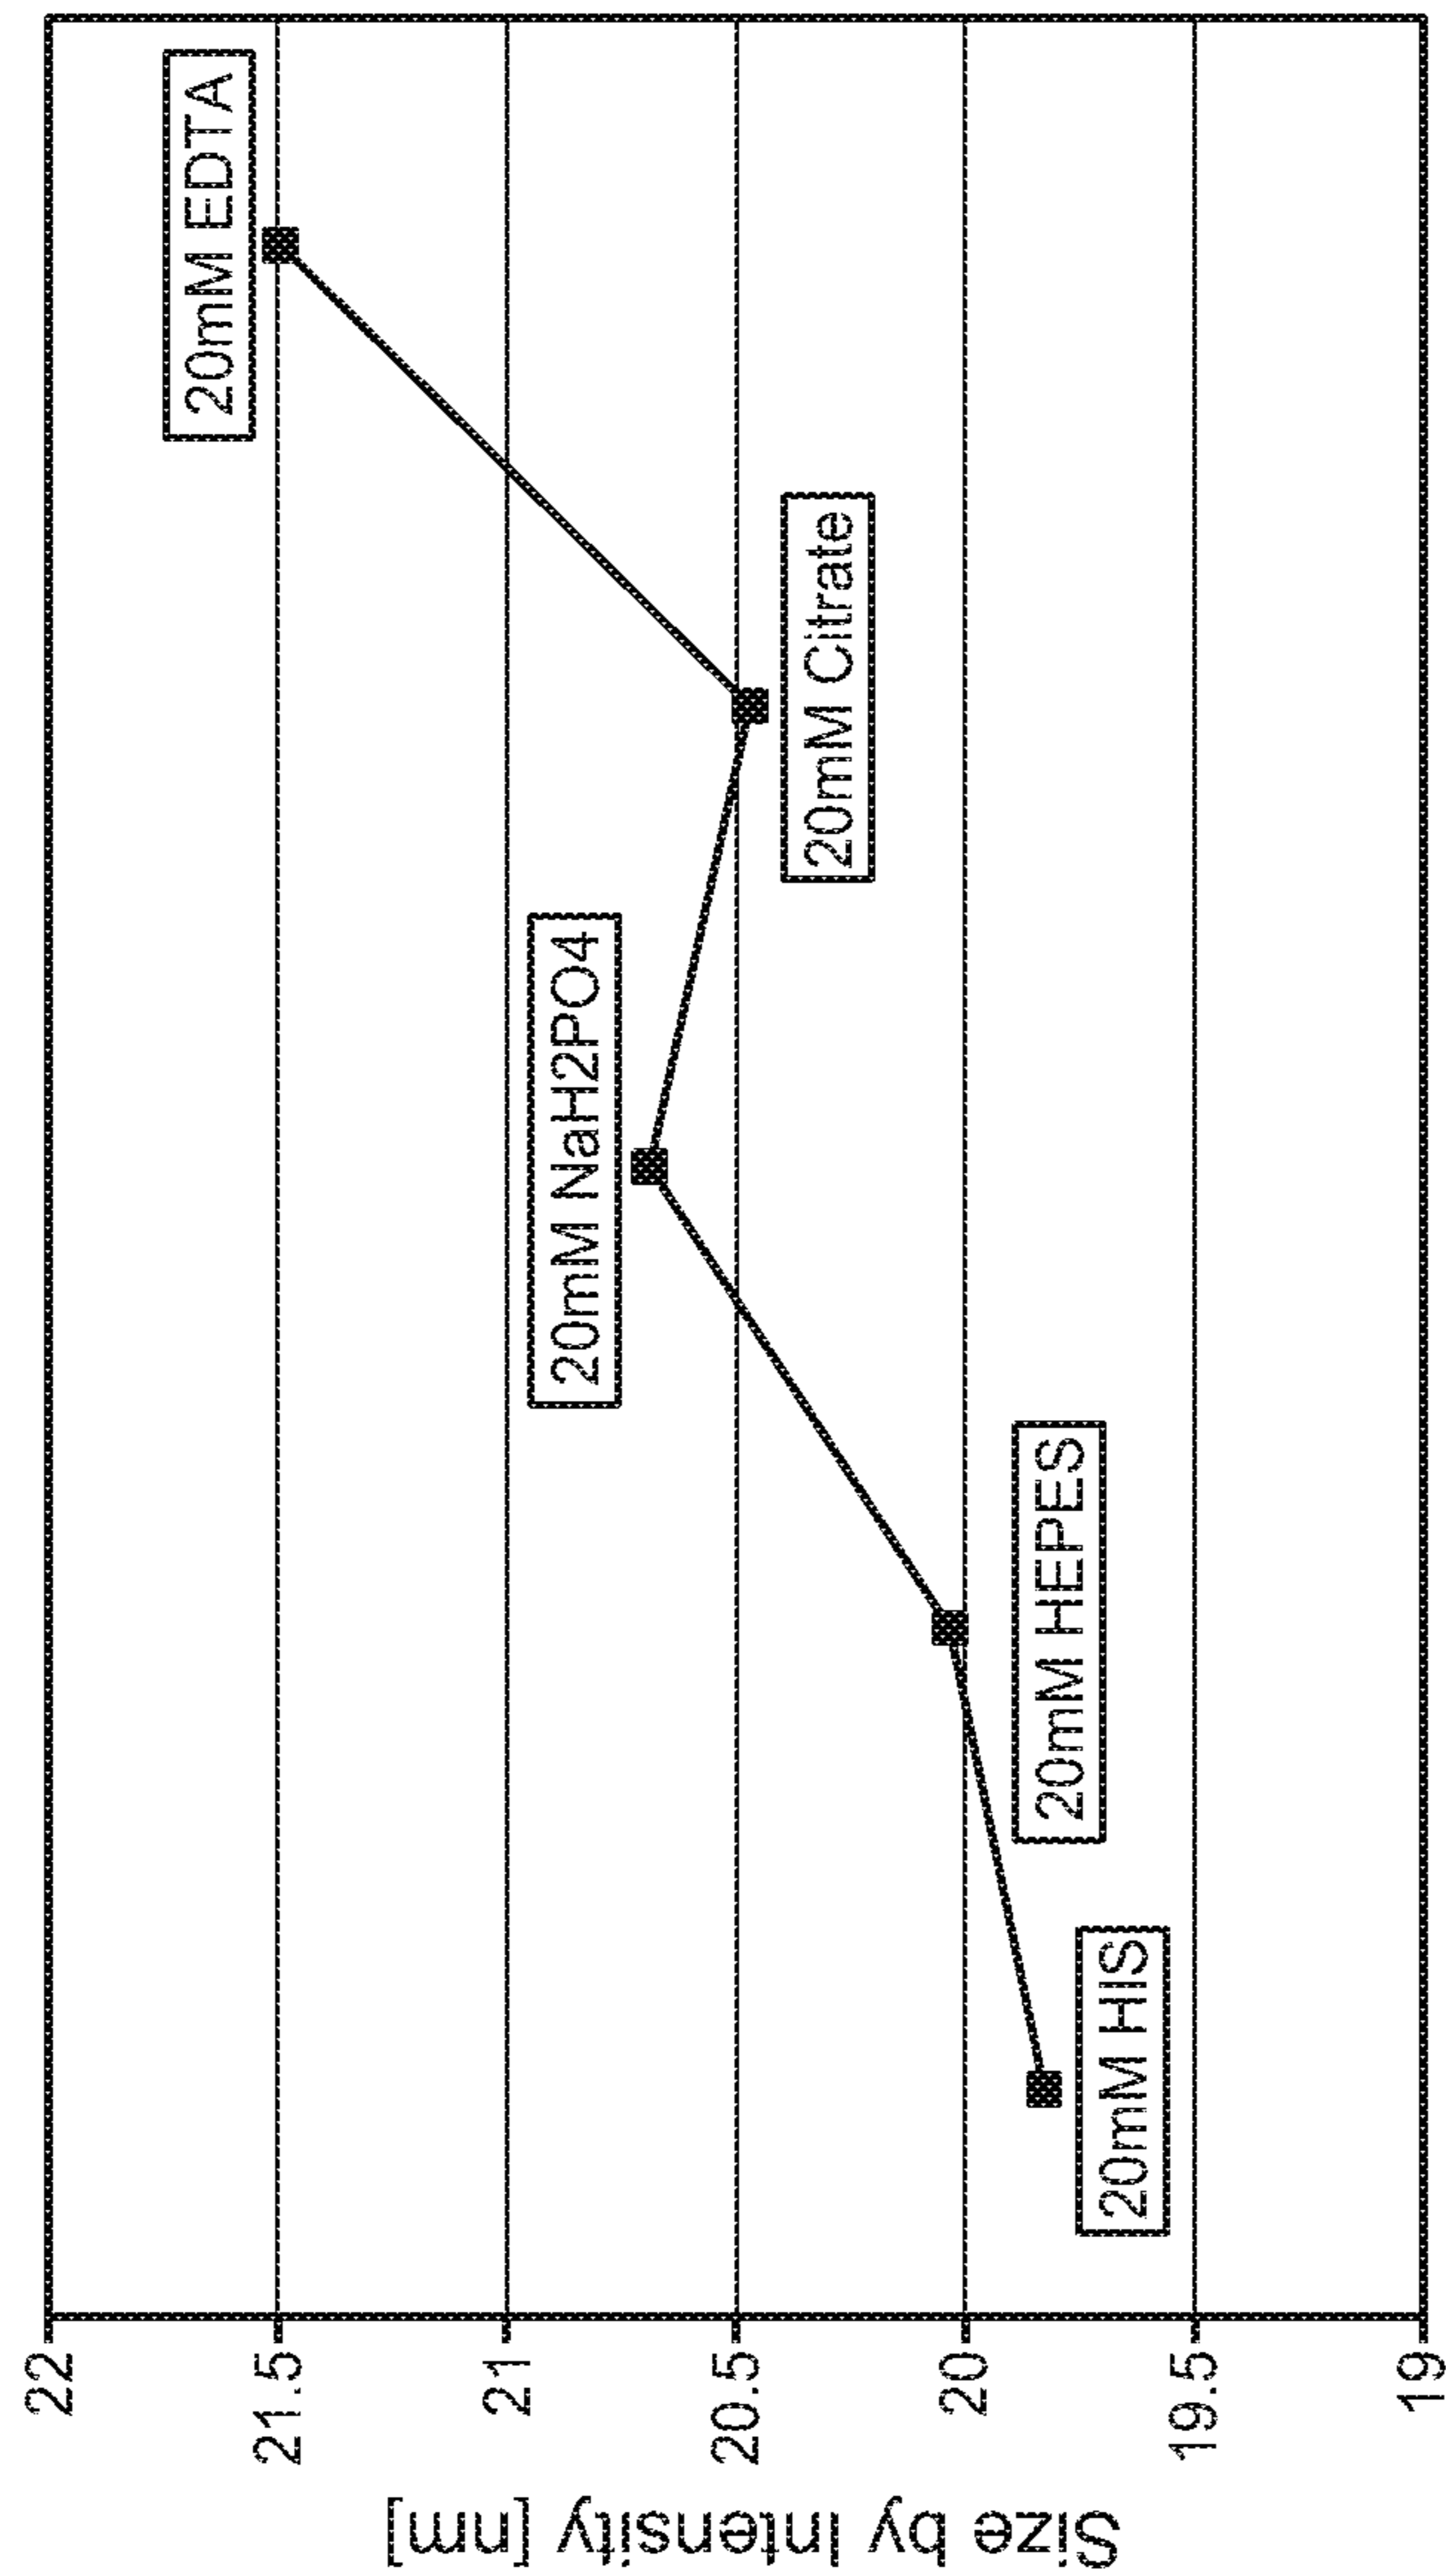 Size by Intensity [nm]
22
21.5
21
20.5
20
19.5
19
20mM HIS
20mM HEPES
20mM NaH2PO4
20mM Citrate
20mM EDTA